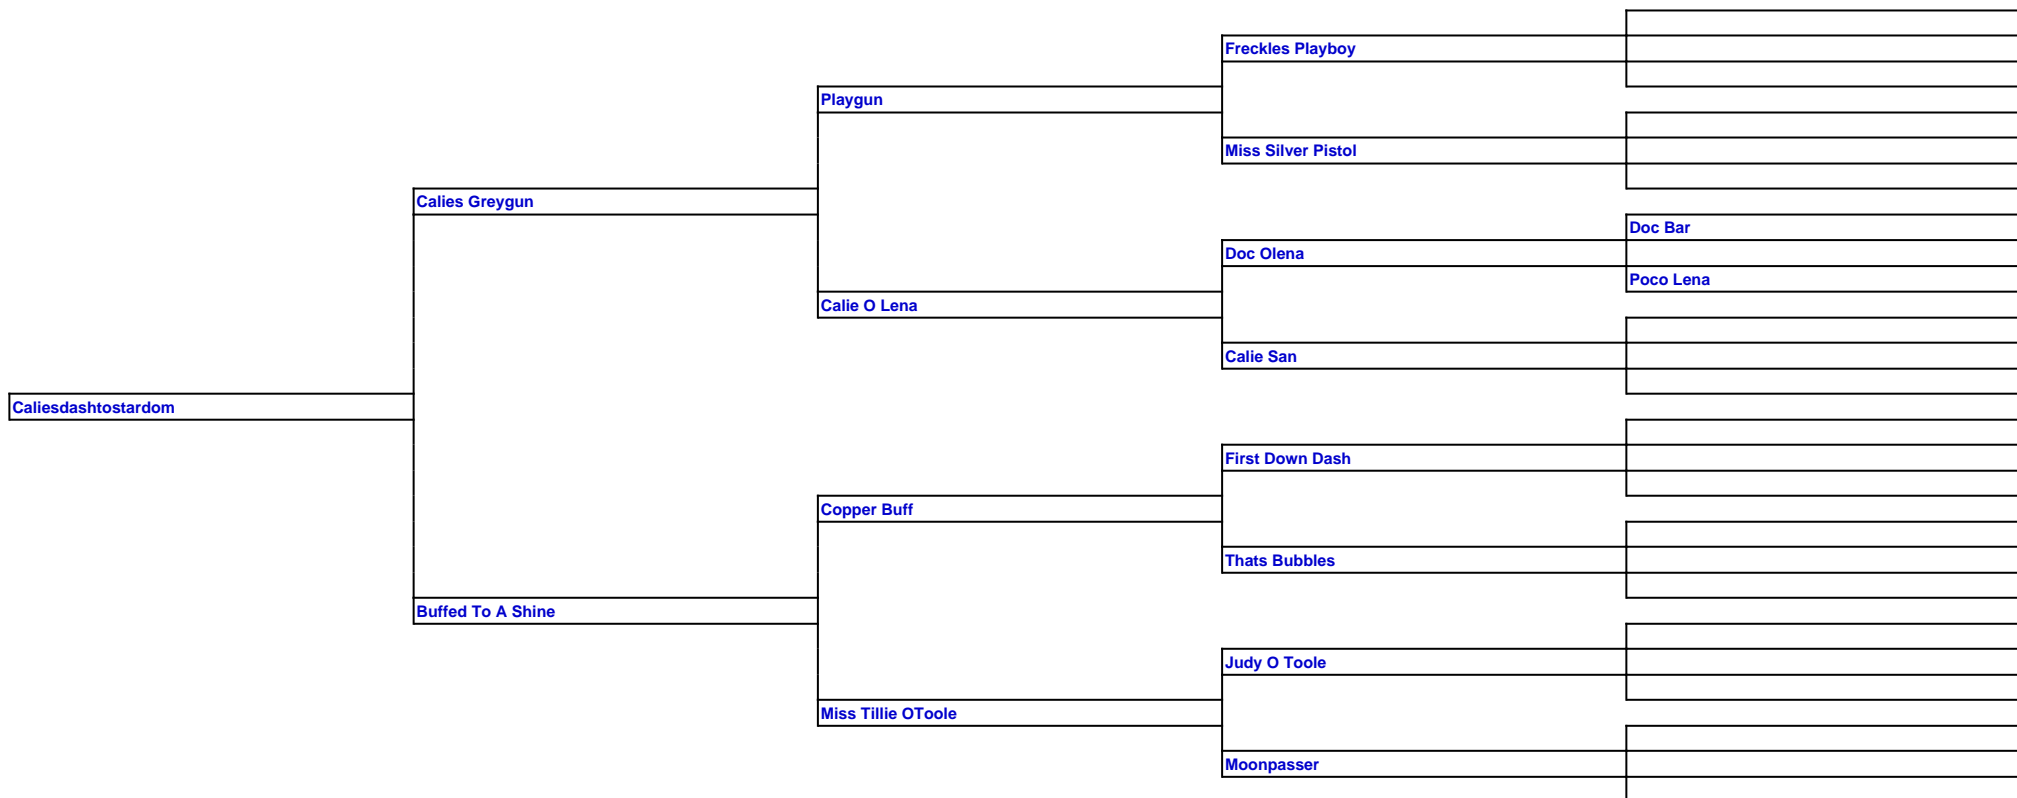 Freckles Playboy
Playgun
Miss Silver Pistol
Calies Greygun
Doc Bar
Doc Olena
Poco Lena
Calie O Lena
Calie San
Caliesdashtostardom
First Down Dash
Copper Buff
Thats Bubbles
Buffed To A Shine
Judy O Toole
Miss Tillie OToole
Moonpasser